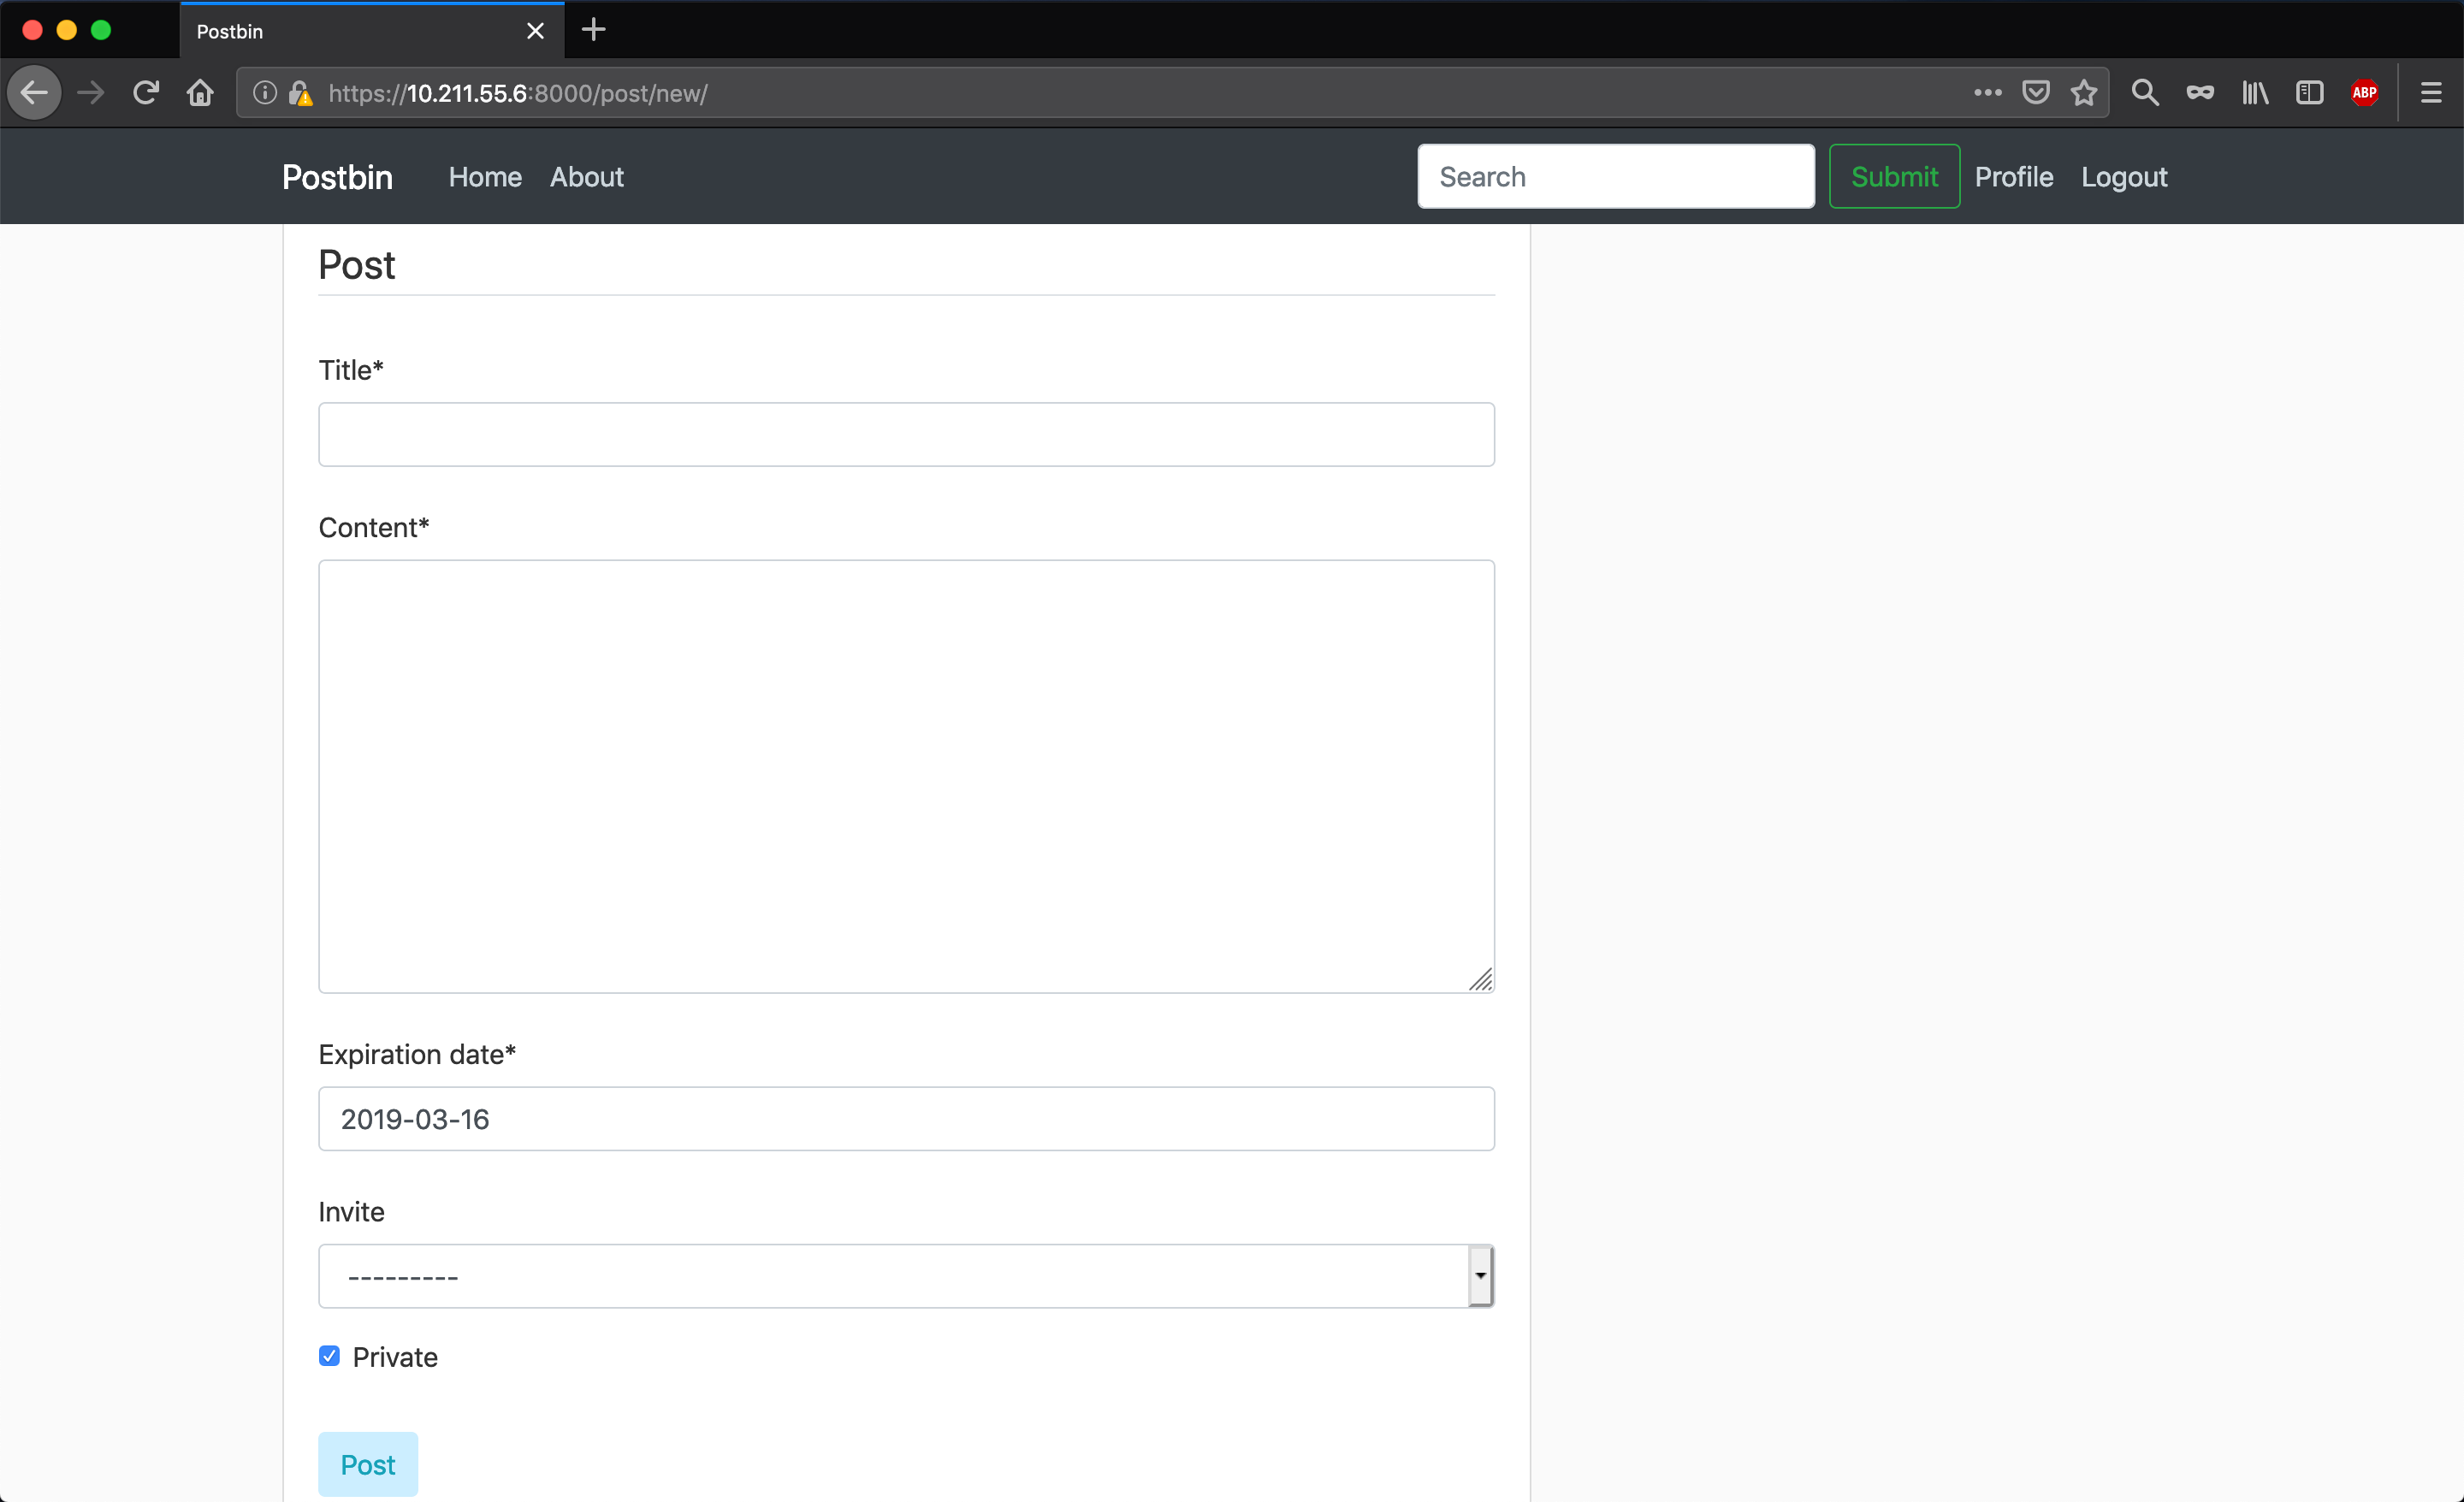 Postbin
https://10.211.55.6:8000/post/new/
ABP
Postbin Home About Search Submit Profile Logout
Post
Title*
Content*
Expiration date*
2019-03-16
Invite
---------
Private
Post